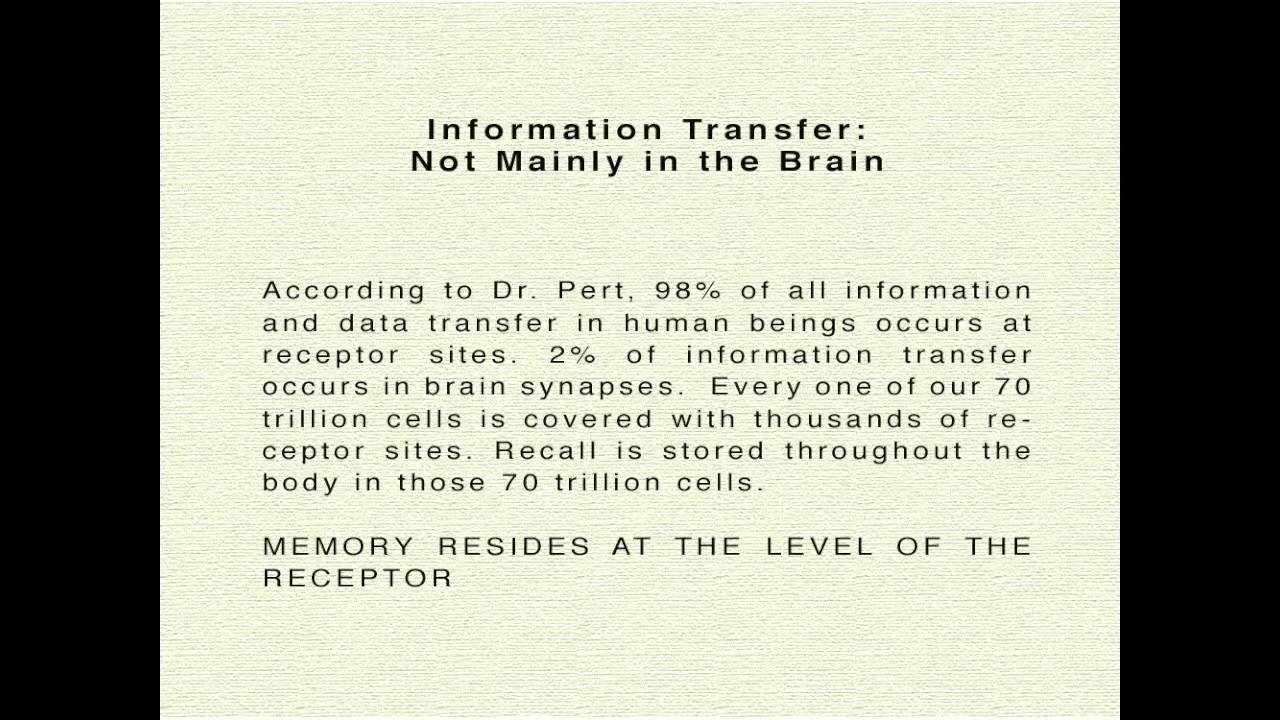 Information Transfer:
Not Mainly in the Brain
According to Dr. Pert, 98% of all information
and data transfer in human beings occurs at
receptor sites. 2% of information transfer
occurs in brain synapses. Every one of our 70
trillion cells is covered with thousands of re-
ceptor sites. Recall is stored throughout the
body in those 70 trillion cells.
MEMORY RESIDES AT THE LEVEL OF THE
RECEPTOR